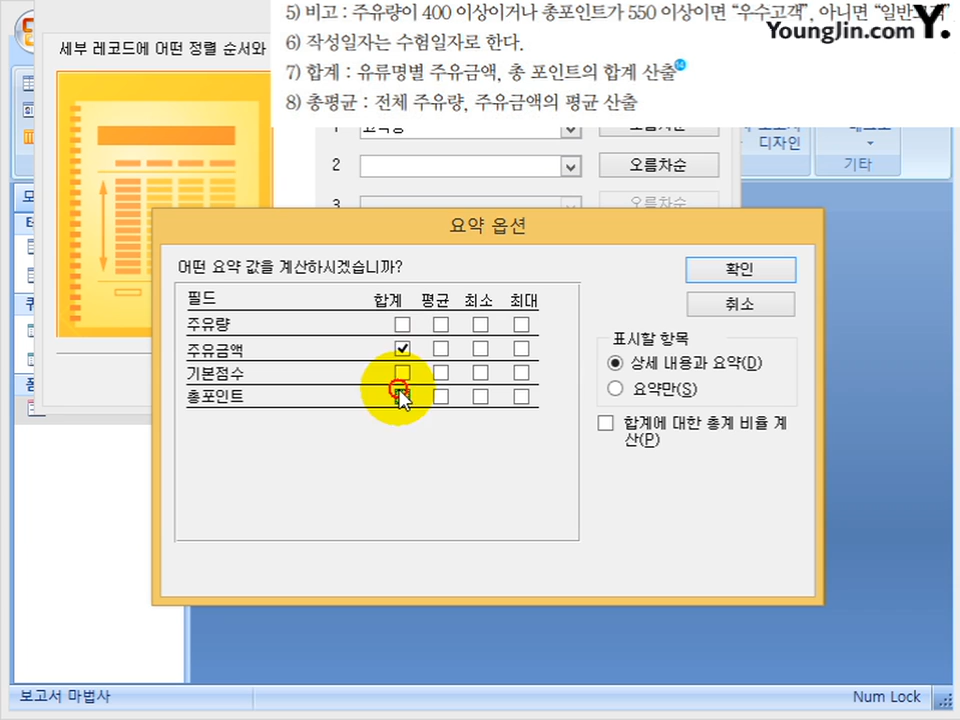 5) 비고 : 주유량이 400 이상이거나 총포인트가 550 이상이면 “우수고객”, 아니면 “일반고객”
Younglin.com Y.
6) 작성일자는 수험일자로 한다.
7) 합계 : 유류명별 주유금액, 총 포인트의 합계 산출
8) 총평균 : 전체 주유량, 주유금액의 평균 산출
세부 레코드에 어떤 정렬 순서와
1
2 오름차순
3 오름차순
디자인
기타
요약 옵션
어떤 요약 값을 계산하시겠습니까?
필드 합계 평균 최소 최대
주유량
주유금액
기본점수
총포인트
확인
취소
표시할 항목
상세 내용과 요약(D)
요약만(S)
합계에 대한 총계 비율 계
산(P)
보고서 마법사
Num Lock